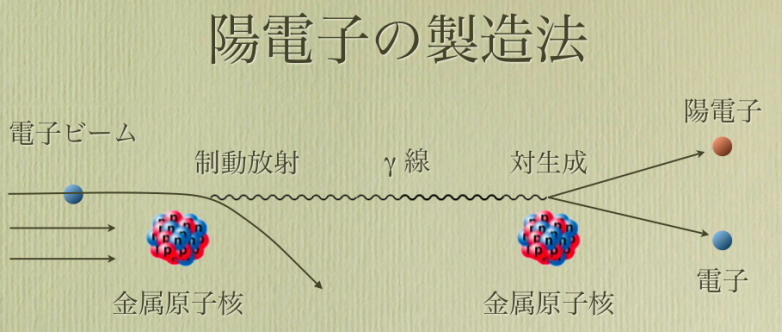 陽電子の製造法
電子ビーム
制動放射
γ 線
対生成
陽電子
電子
金属原子核
金属原子核